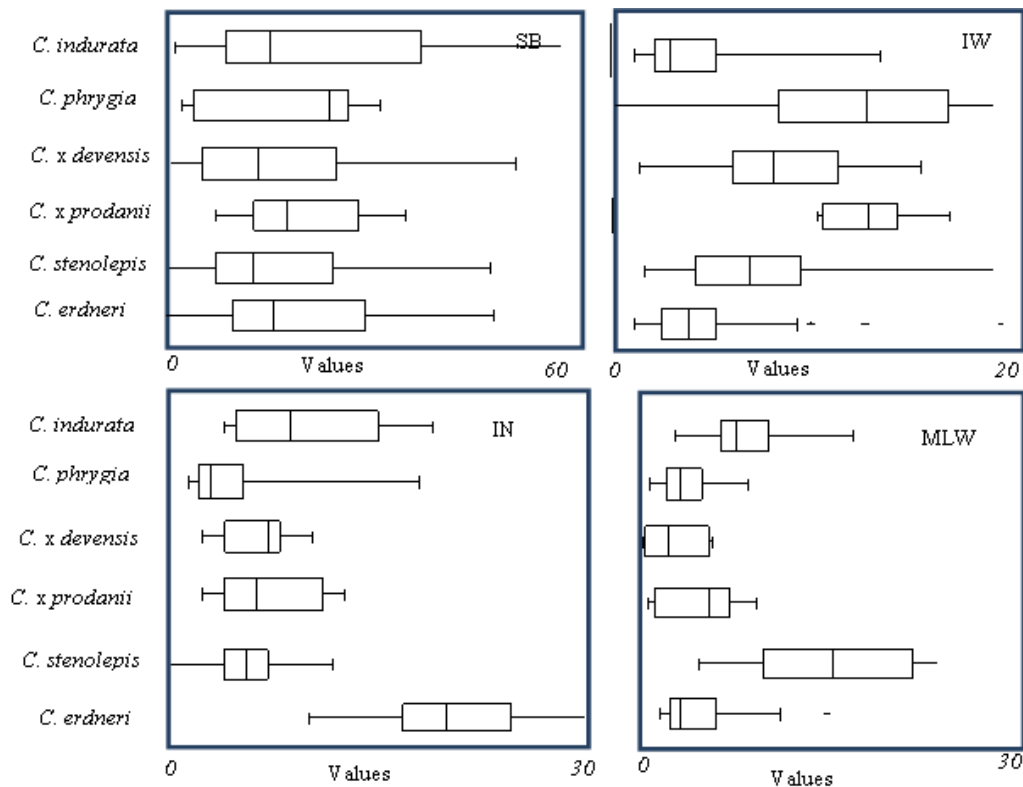 C. indurata
SB
IW
C. phrygia
C. x devensis
C. x prodanii
C. stenolepis
C. erdneri
0 Values 60
0 Values 20
C. indurata
IN
MLW
C. phrygia
C. x devensis
C. x prodanii
C. stenolepis
C. erdneri
0 Values 30
0 Values 30